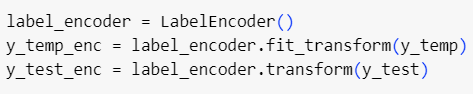 label_encoder = LabelEncoder()
y_temp_enc = label_encoder.fit_transform(y_temp)
y_test_enc = label_encoder.transform(y_test)